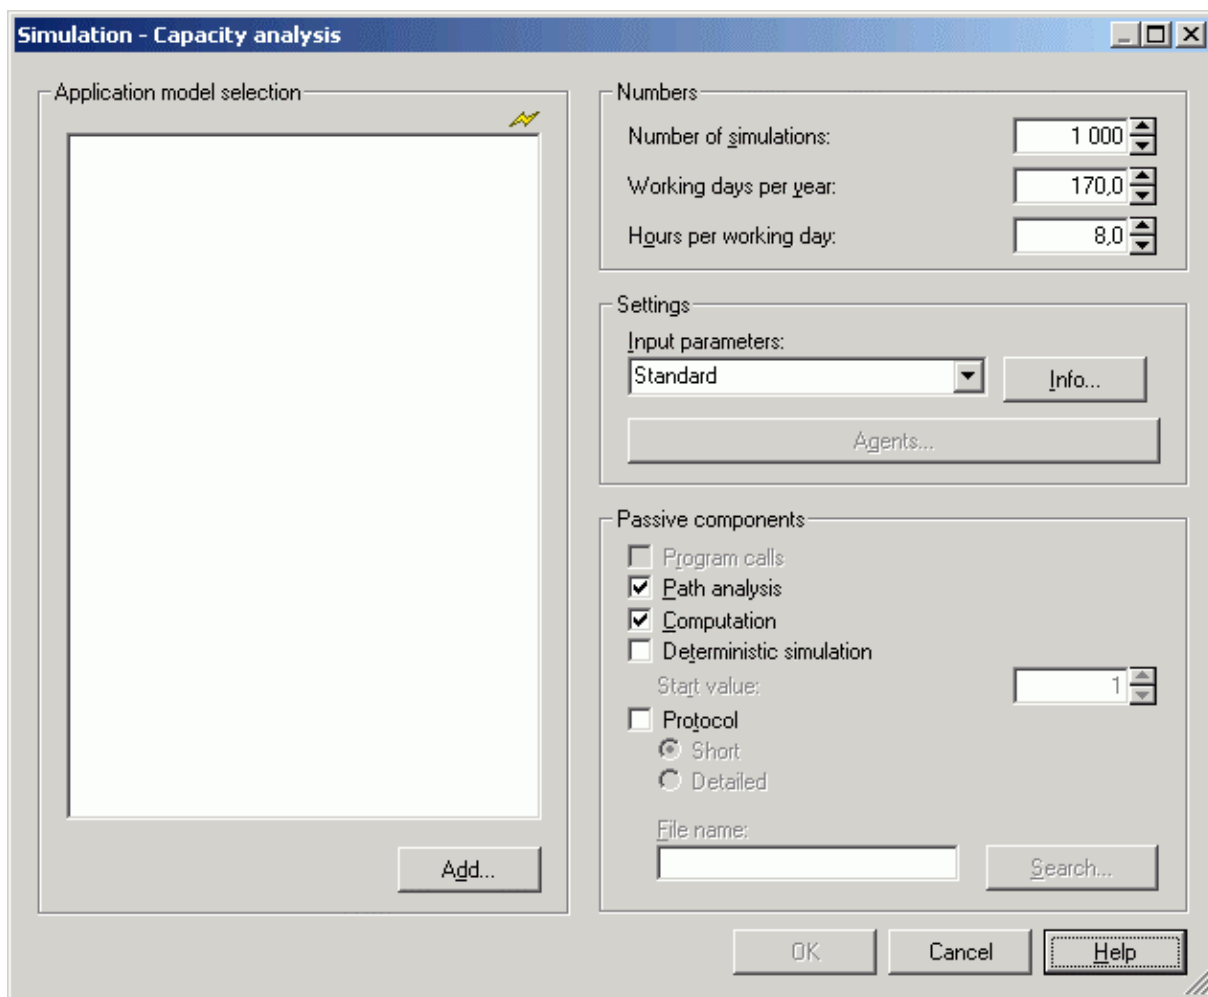 Simulation - Capacity analysis
Application model selection
Add...
Numbers
Number of simulations: 1 000
Working days per year: 170,0
Hours per working day: 8,0
Settings
Input parameters:
Standard Info...
Agents...
Passive components
Program calls
Path analysis
Computation
Deterministic simulation
Start value: 1
Protocol
Short
Detailed
File name:
Search...
OK Cancel Help